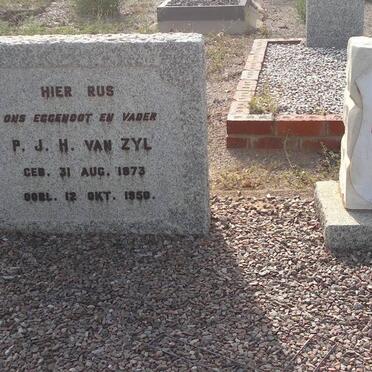 HIER RUS
ONS EGGENOOT EN VADER
P. J. H. VAN ZYL
GEB. 31 AUG. 1873
OORL. 12 OKT. 1950.